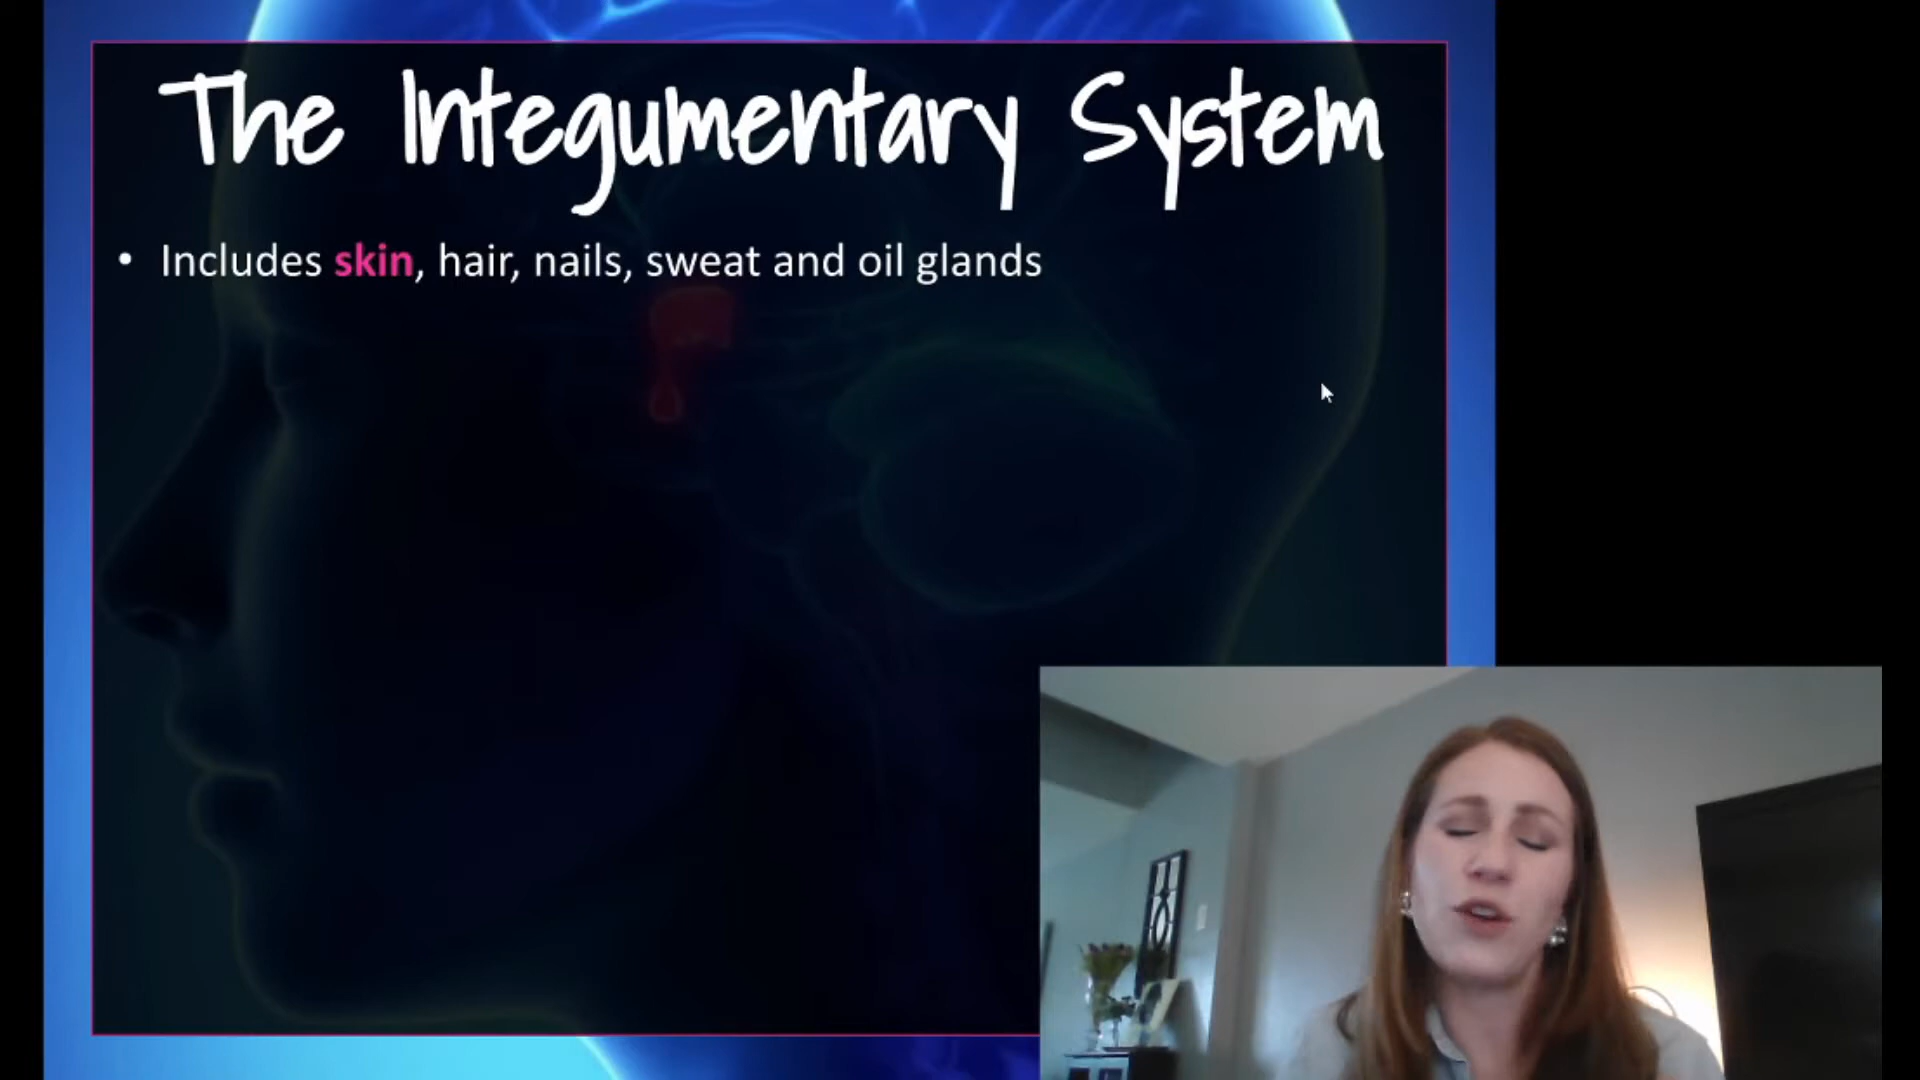 The Integumentary System
• Includes skin, hair, nails, sweat and oil glands